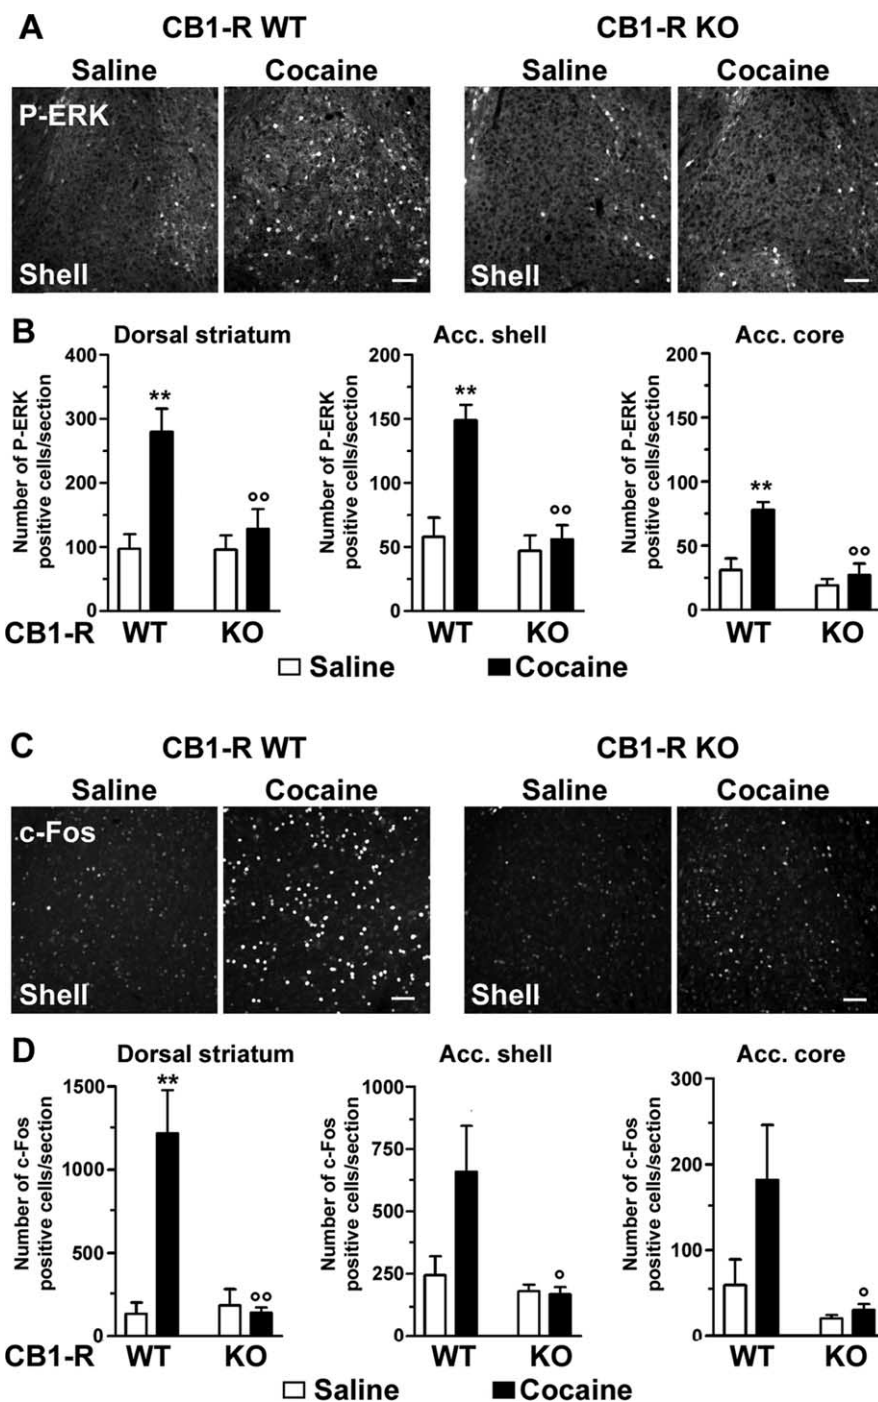 A
CB1-R WT CB1-R KO
Saline Cocaine Saline Cocaine
P-ERK
Shell Shell
B
Dorsal striatum Acc. shell Acc. core
Number of P-ERK
positive cells/section
400
300
200
100
0
**
°°
Number of P-ERK
positive cells/section
200
150
100
50
0
**
°°
Number of P-ERK
positive cells/section
200
150
100
50
0
**
°°
CB1-R WT KO WT KO WT KO
Saline Cocaine
C
CB1-R WT CB1-R KO
Saline Cocaine Saline Cocaine
c-Fos
Shell Shell
D
Dorsal striatum Acc. shell Acc. core
Number of c-Fos
positive cells/section
1500
1000
500
0
**
°°
Number of c-Fos
positive cells/section
1000
750
500
250
0
°
Number of c-Fos
positive cells/section
300
200
100
0
°
CB1-R WT KO WT KO WT KO
Saline Cocaine